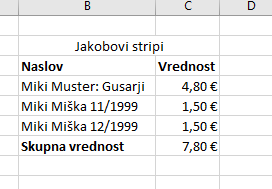 B C D
Jakobovi stripi
Naslov Vrednost
Miki Muster: Gusarji 4,80 €
Miki Miška 11/1999 1,50 €
Miki Miška 12/1999 1,50 €
Skupna vrednost 7,80 €